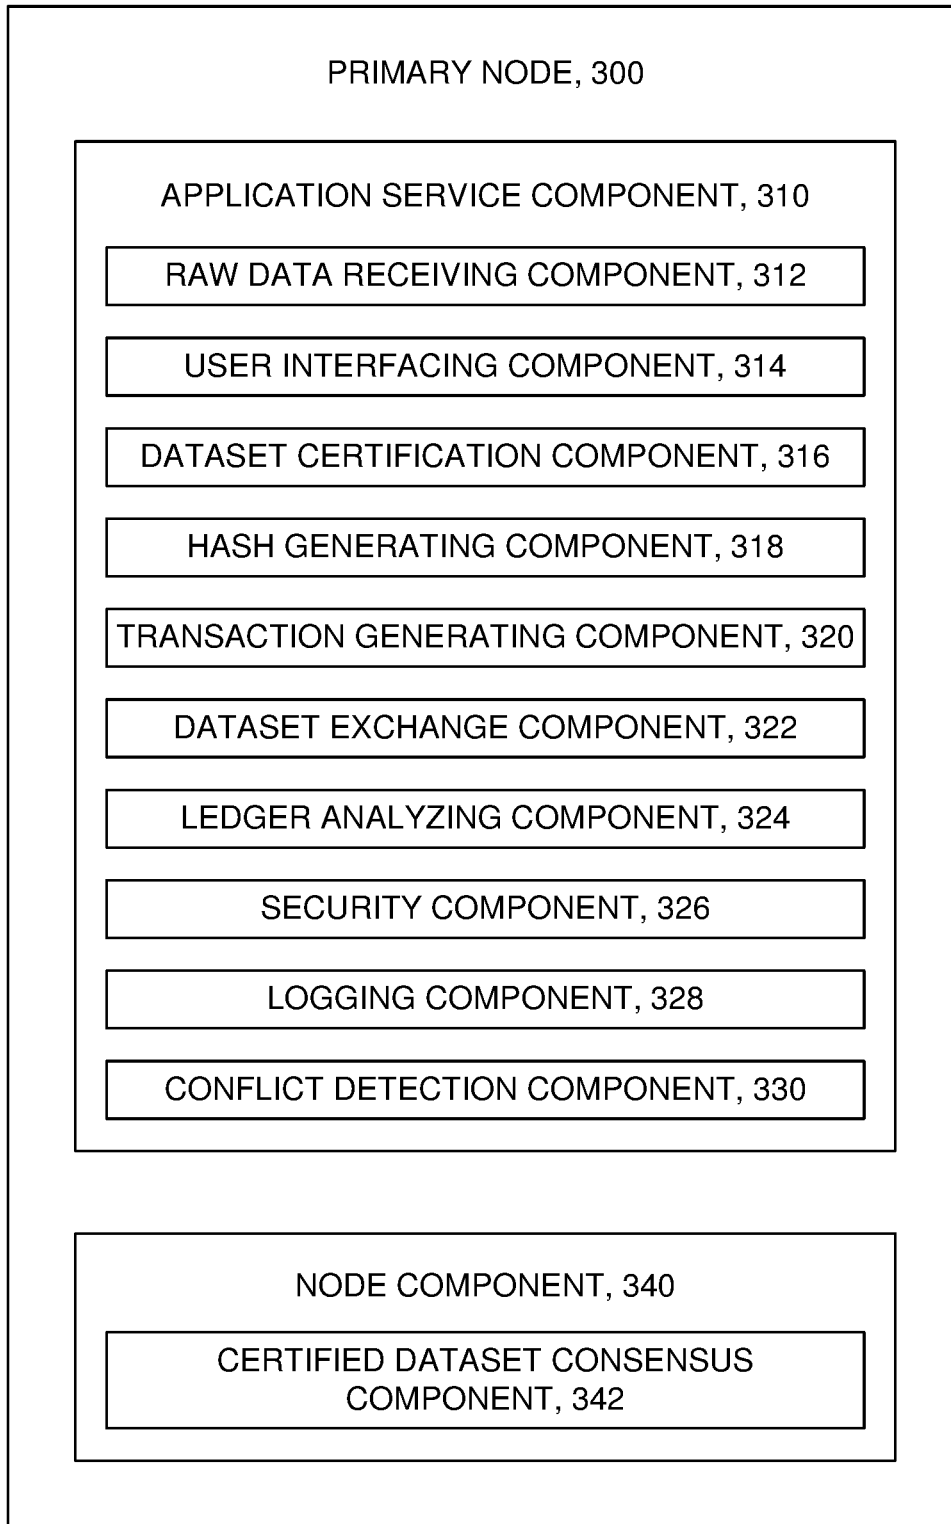 PRIMARY NODE, 300
APPLICATION SERVICE COMPONENT, 310
RAW DATA RECEIVING COMPONENT, 312
USER INTERFACING COMPONENT, 314
DATASET CERTIFICATION COMPONENT, 316
HASH GENERATING COMPONENT, 318
TRANSACTION GENERATING COMPONENT, 320
DATASET EXCHANGE COMPONENT, 322
LEDGER ANALYZING COMPONENT, 324
SECURITY COMPONENT, 326
LOGGING COMPONENT, 328
CONFLICT DETECTION COMPONENT, 330
NODE COMPONENT, 340
CERTIFIED DATASET CONSENSUS
COMPONENT, 342